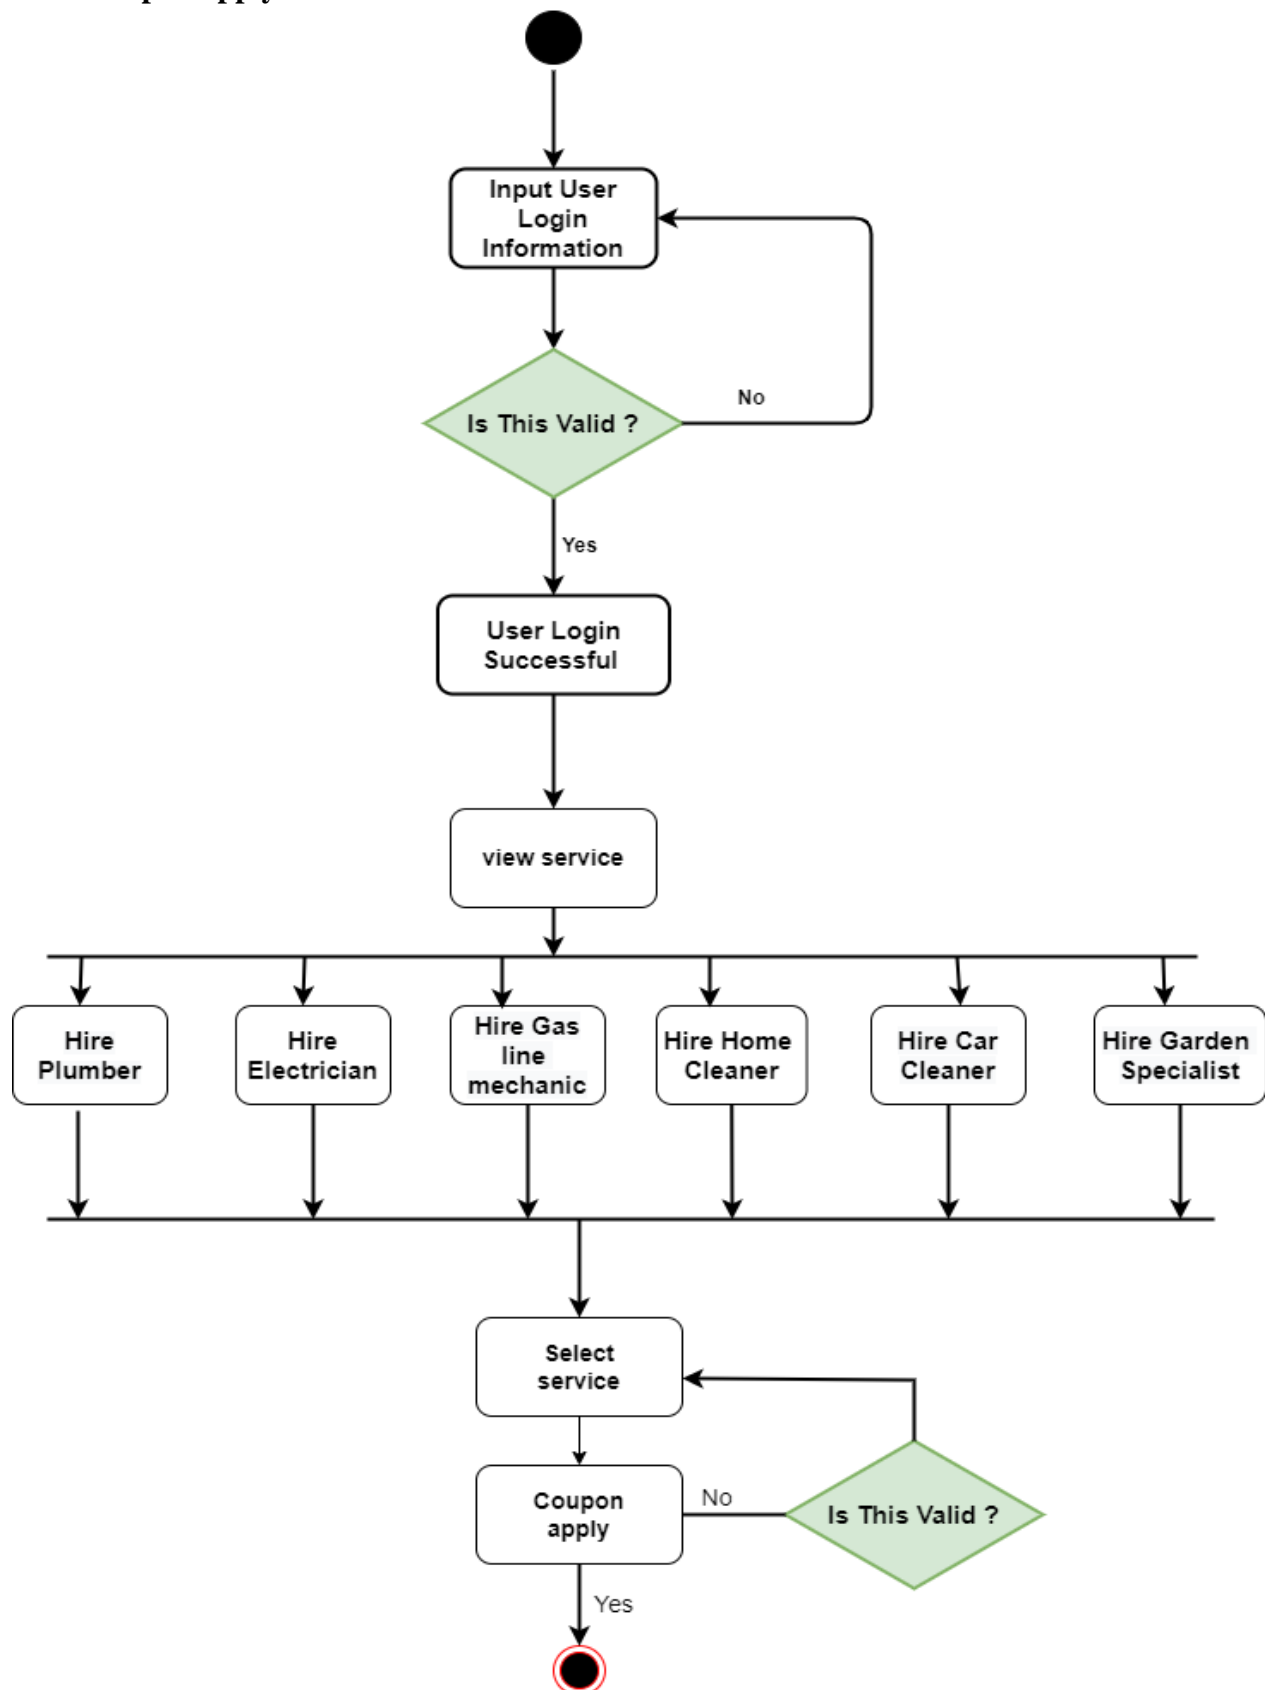 Input User
Login
Information
No
Is This Valid ?
Yes
User Login
Successful
view service
Hire
Plumber
Hire
Electrician
Hire Gas
line
mechanic
Hire Home
Cleaner
Hire Car
Cleaner
Hire Garden
Specialist
Select
service
Coupon
apply
No
Is This Valid ?
Yes